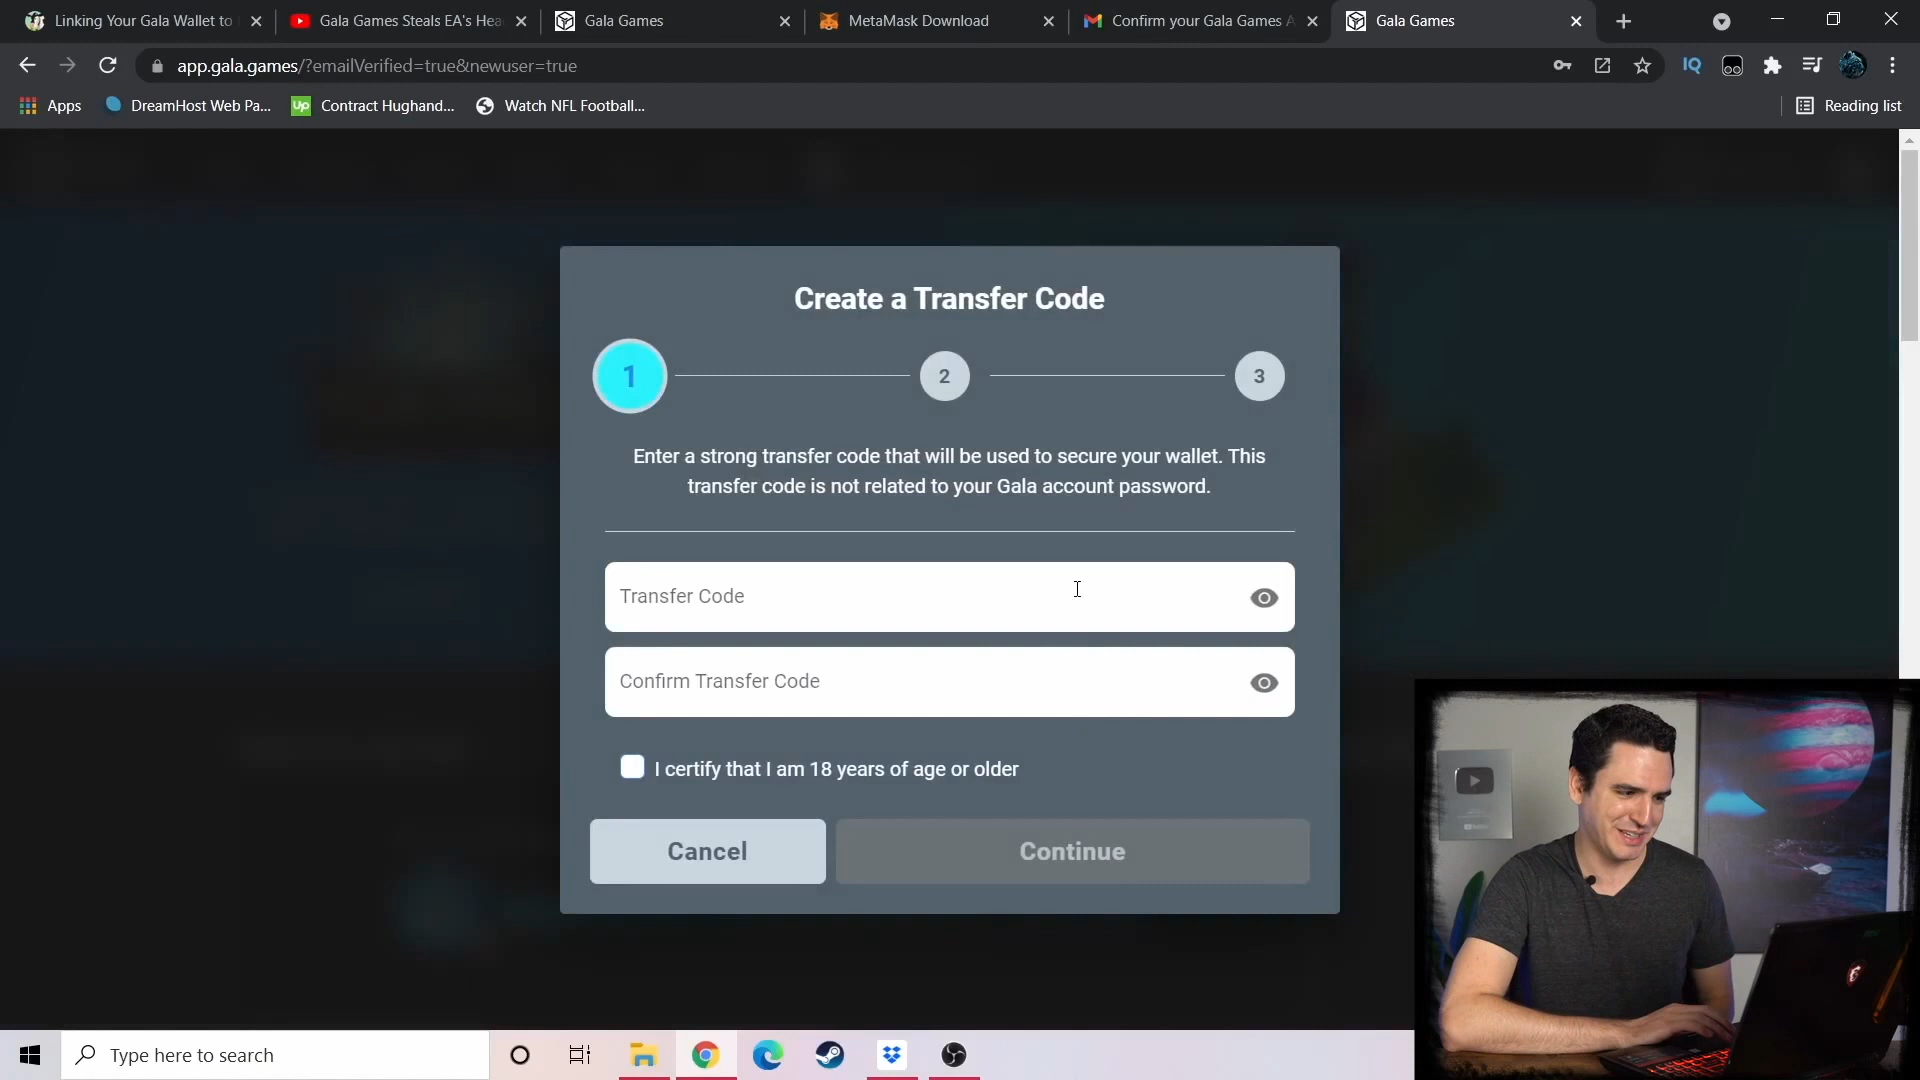 Linking Your Gala Wallet to
Gala Games Steals EA's Hea
Gala Games
MetaMask Download
Confirm your Gala Games A
Gala Games
app.gala.games/?emailVerified=true&newuser=true
IQ
Apps
DreamHost Web Pa...
Up
Contract Hughand...
Watch NFL Football...
Reading list
Create a Transfer Code
1
2
3
Enter a strong transfer code that will be used to secure your wallet. This
transfer code is not related to your Gala account password.
Transfer Code
Confirm Transfer Code
I certify that I am 18 years of age or older
Cancel
Continue
Type here to search